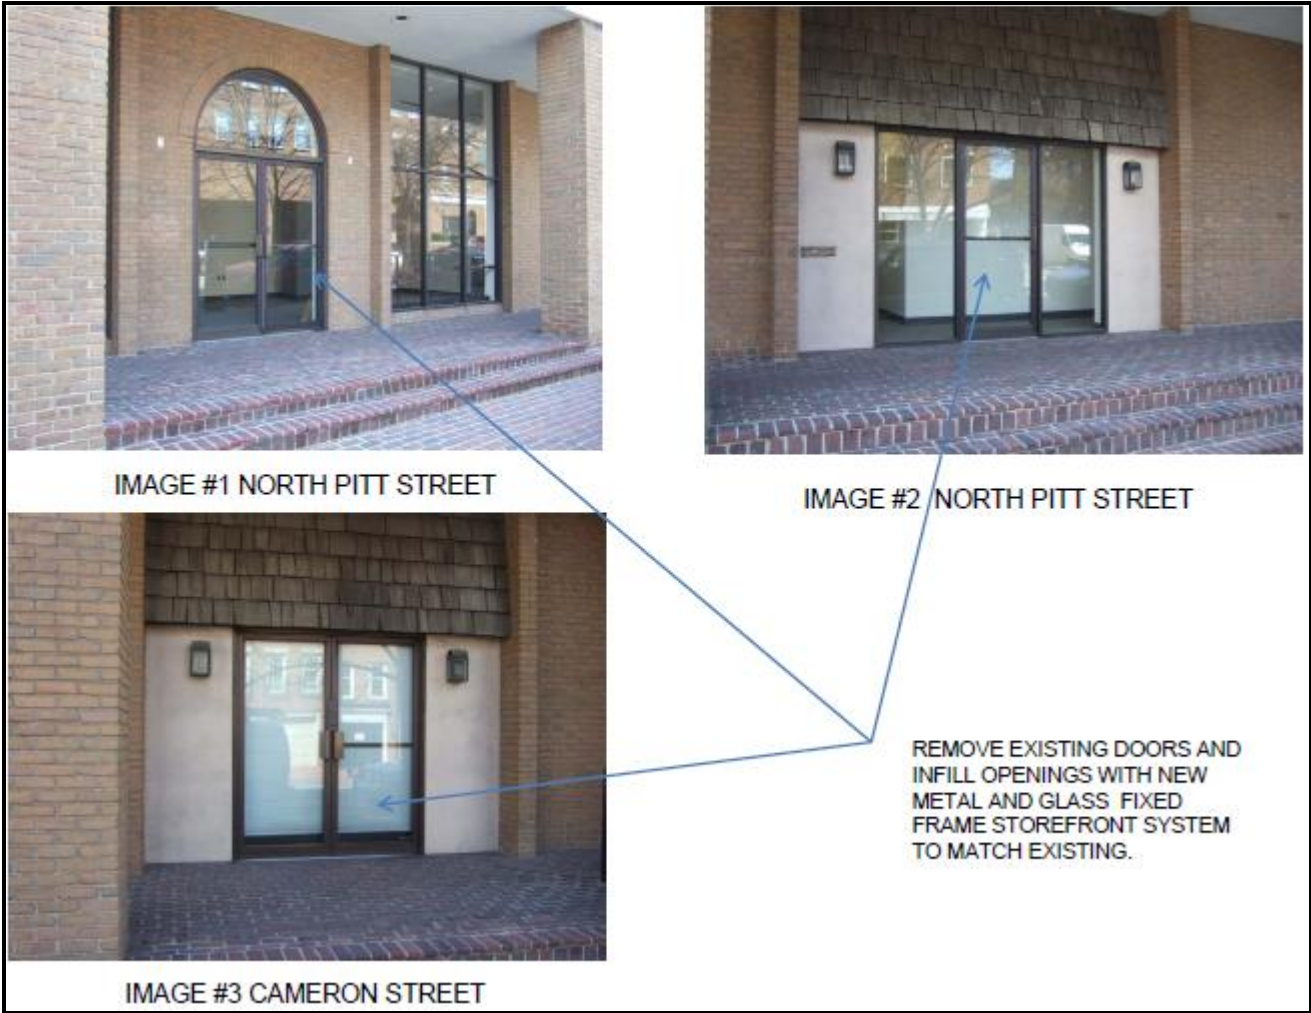 IMAGE #1 NORTH PITT STREET
IMAGE #2 NORTH PITT STREET
REMOVE EXISTING DOORS AND
INFILL OPENINGS WITH NEW
METAL AND GLASS FIXED
FRAME STOREFRONT SYSTEM
TO MATCH EXISTING.
IMAGE #3 CAMERON STREET